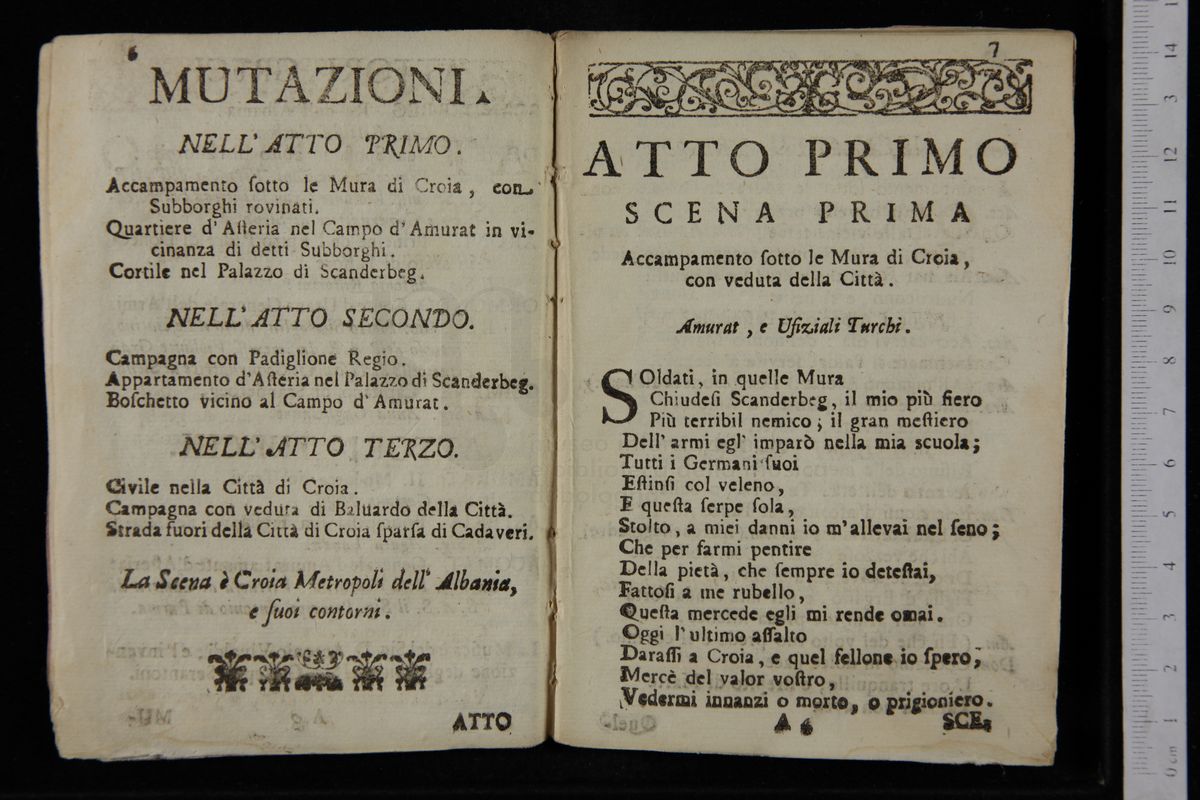 6
MUTAZIONI.
NELL' ATTO PRIMO.
Accampamento ſotto le Mura di Croia, con
Subborghi rovinati.
Quartiere d'Aſteria nel Campo d'Amurat in vi-
cinanza di detti Subborghi.
Cortile nel Palazzo di Scanderbeg.
NELL' ATTO SECONDO.
Campagna con Padiglione Regio.
Appartamento d'Aſteria nel Palazzo di Scanderbeg.
Boſchetto vicino al Campo d'Amurat.
NELL' ATTO TERZO.
Civile nella Città di Croia.
Campagna con veduta di Baluardo della Città.
Strada fuori della Città di Croia ſparſa di Cadaveri.
La Scena è Croia Metropoli dell' Albania,
e ſuoi contorni.
ATTO
7
ATTO PRIMO
SCENA PRIMA
Accampamento ſotto le Mura di Croia,
con veduta della Città.
Amurat, e Ufiziali Turchi.
SOldati, in quelle Mura
Chiudeſi Scanderbeg, il mio più fiero
Più terribil nemico; il gran meſtiero
Dell' armi egl' imparò nella mia scuola;
Tutti i Germani ſuoi
Eſtinſi col veleno,
E queſta ſerpe ſola,
Stolto, a miei danni io m'allevai nel ſeno;
Che per farmi pentire
Della pietà, che ſempre io deteſtai,
Fattoſi a me rubello,
Queſta mercede egli mi rende omai.
Oggi l'ultimo aſſalto
Daraſſi a Croia, e quel fellone io ſpero,
Mercè del valor voſtro,
Vedermi innanzi o morto, o prigioniero.
A 4
SCE-